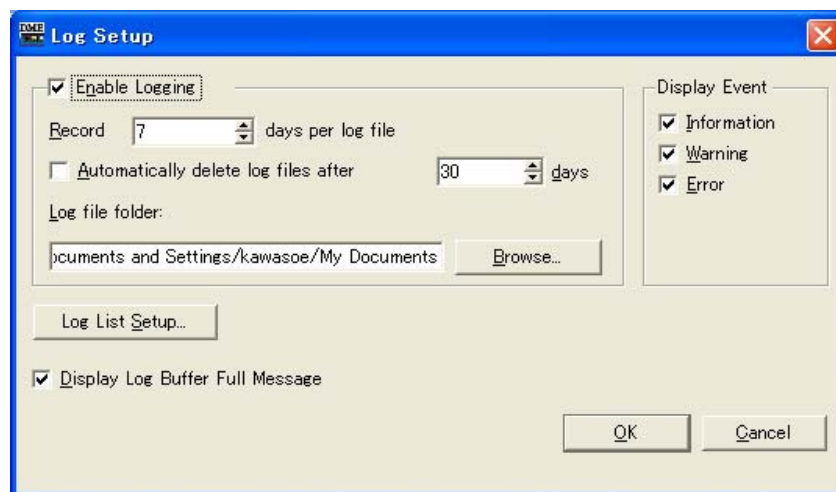 DME
Log Setup
Enable Logging
Record 7 days per log file
Automatically delete log files after 30 days
Log file folder:
ocuments and Settings/kawasoe/My Documents Browse...
Display Event
Information
Warning
Error
Log List Setup...
Display Log Buffer Full Message
OK Cancel